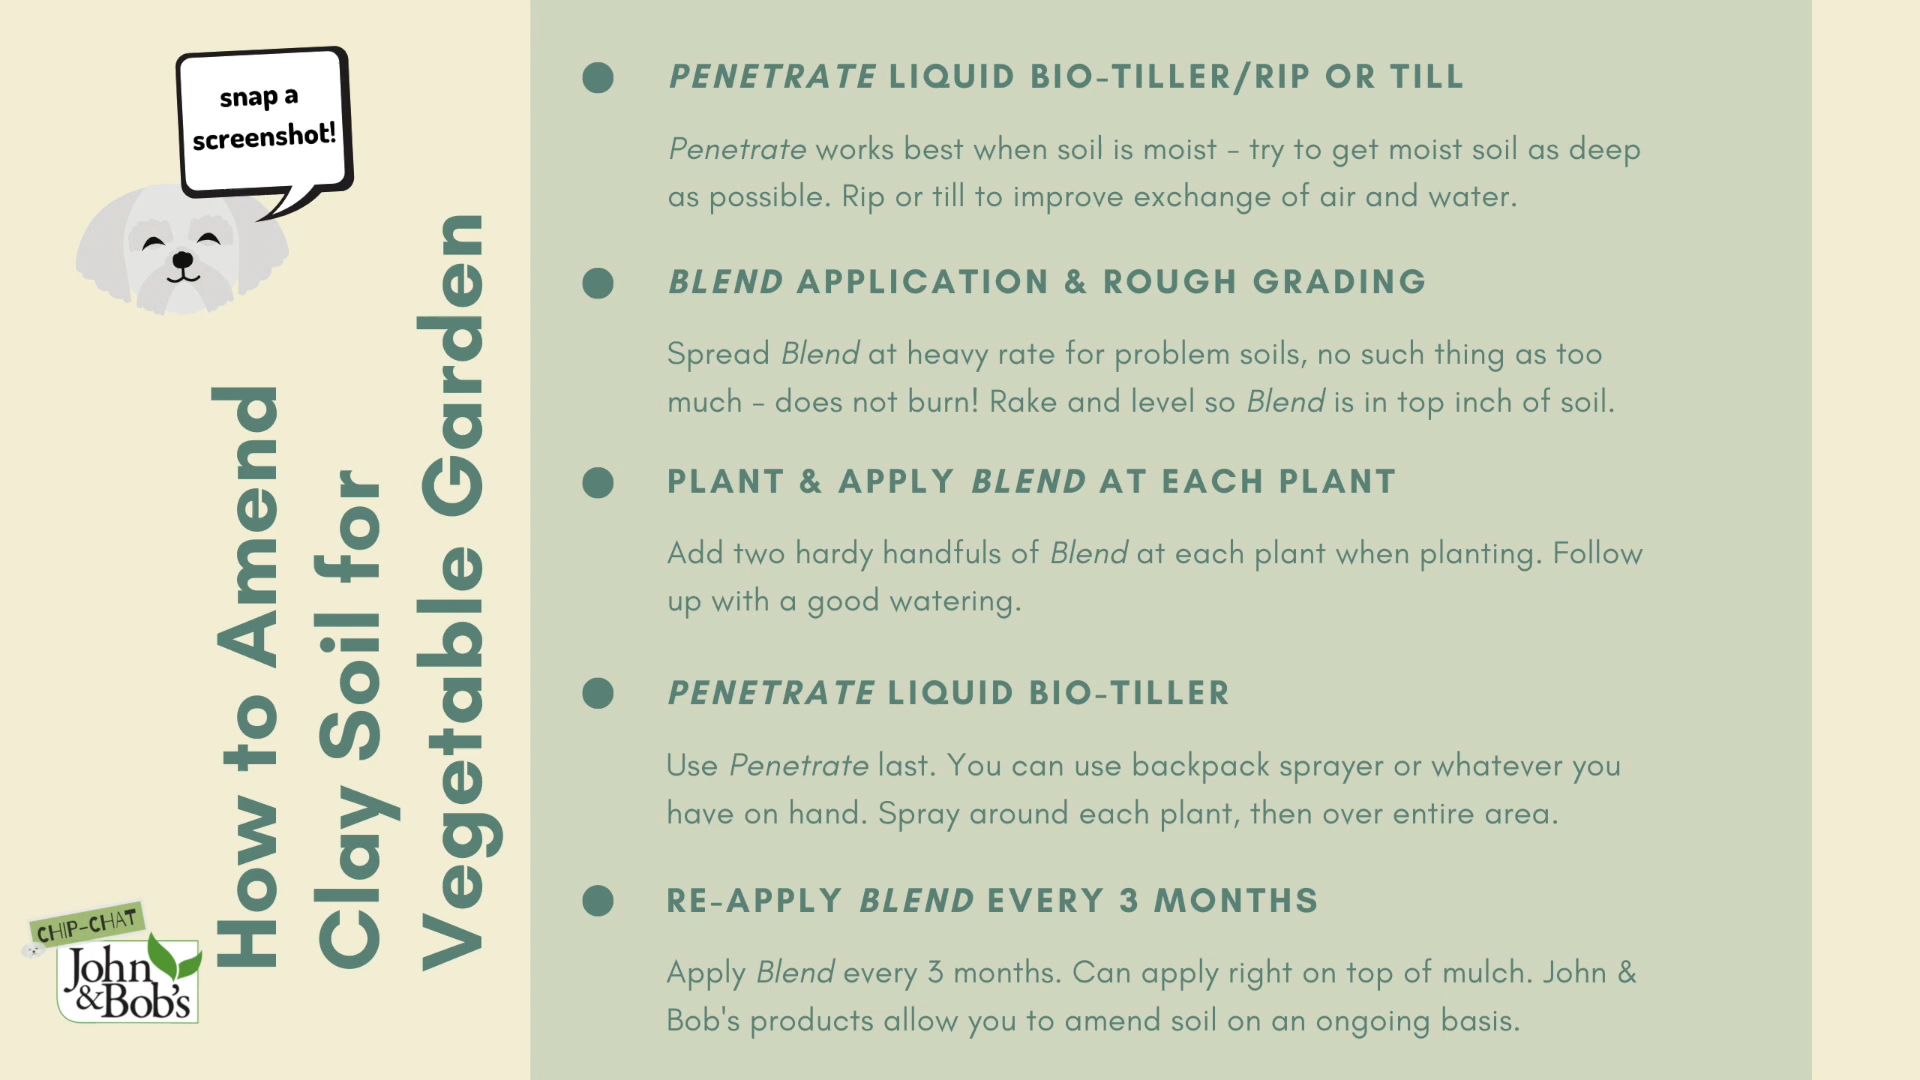 snap a
screenshot!
How to Amend
Clay Soil for
Vegetable Garden
CHIP-CHAT
John
&Bob's
PENETRATE LIQUID BIO-TILLER/RIP OR TILL
Penetrate works best when soil is moist - try to get moist soil as deep
as possible. Rip or till to improve exchange of air and water.
BLEND APPLICATION & ROUGH GRADING
Spread Blend at heavy rate for problem soils, no such thing as too
much - does not burn! Rake and level so Blend is in top inch of soil.
PLANT & APPLY BLEND AT EACH PLANT
Add two hardy handfuls of Blend at each plant when planting. Follow
up with a good watering.
PENETRATE LIQUID BIO-TILLER
Use Penetrate last. You can use backpack sprayer or whatever you
have on hand. Spray around each plant, then over entire area.
RE-APPLY BLEND EVERY 3 MONTHS
Apply Blend every 3 months. Can apply right on top of mulch. John &
Bob's products allow you to amend soil on an ongoing basis.